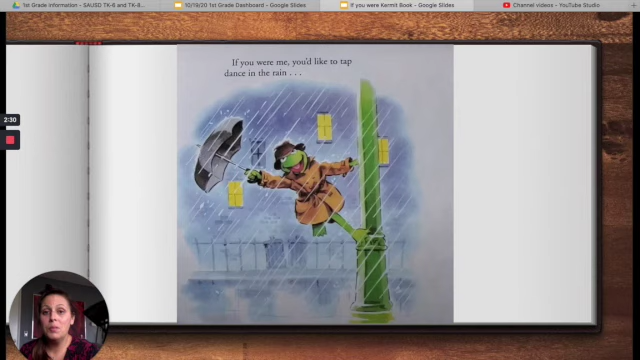 1st Grade information - SAUSD TK-6 and TK-8...
10/19/20 1st Grade Dashboard - Google Slides
If you were Kermit Book - Google Slides
Channel videos - YouTube Studio
2:30
If you were me, you'd like to tap
dance in the rain . . .